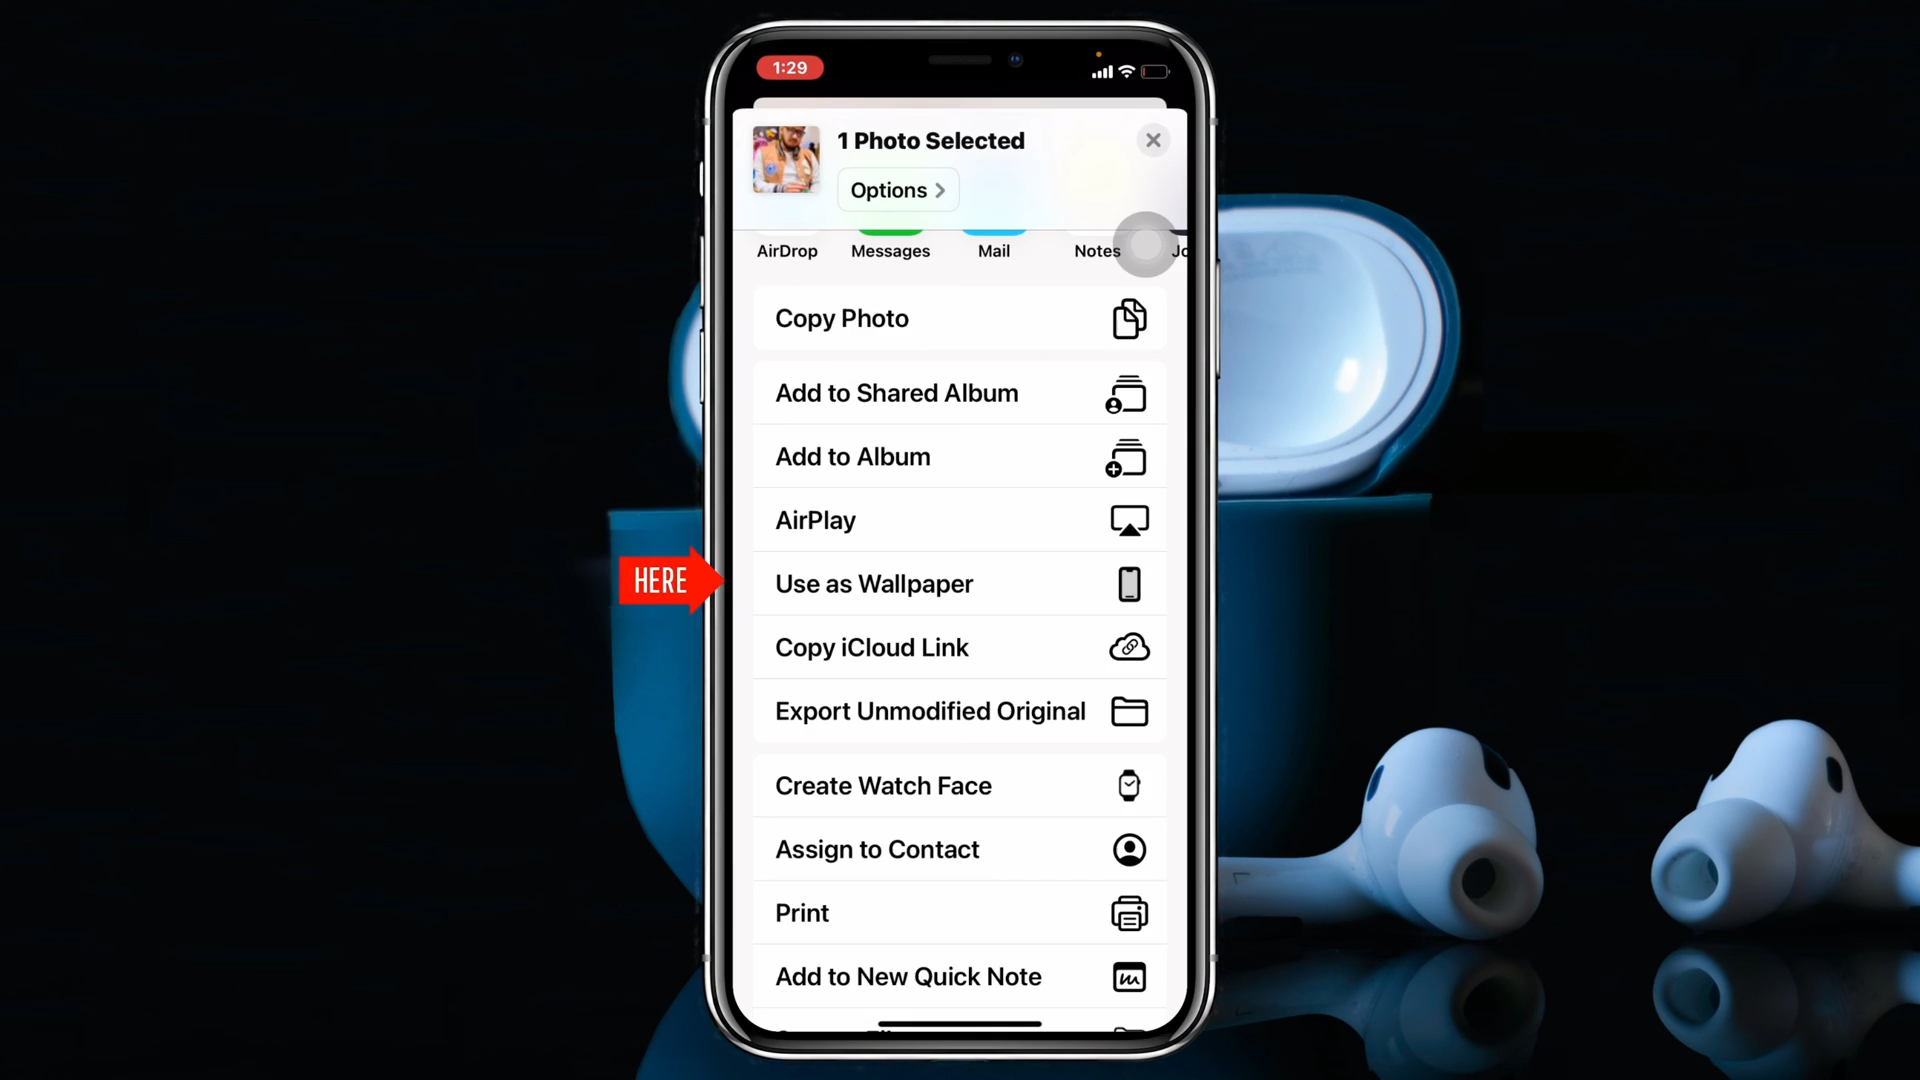 1:29
1 Photo Selected
Options
AirDrop Messages Mail Notes Jo
Copy Photo
Add to Shared Album
Add to Album
AirPlay
HERE
Use as Wallpaper
Copy iCloud Link
Export Unmodified Original
Create Watch Face
Assign to Contact
Print
Add to New Quick Note